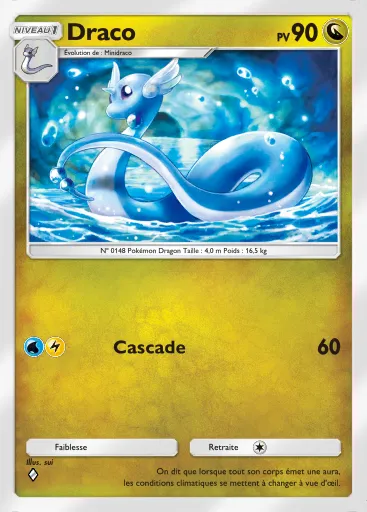 NIVEAU 1
Draco
PV 90
Évolution de : Minidraco
N° 0148 Pokémon Dragon Taille : 4,0 m Poids : 16,5 kg
Cascade 60
Faiblesse Retraite
Illus. sui
On dit que lorsque tout son corps émet une aura,
les conditions climatiques se mettent à changer à vue d'œil.